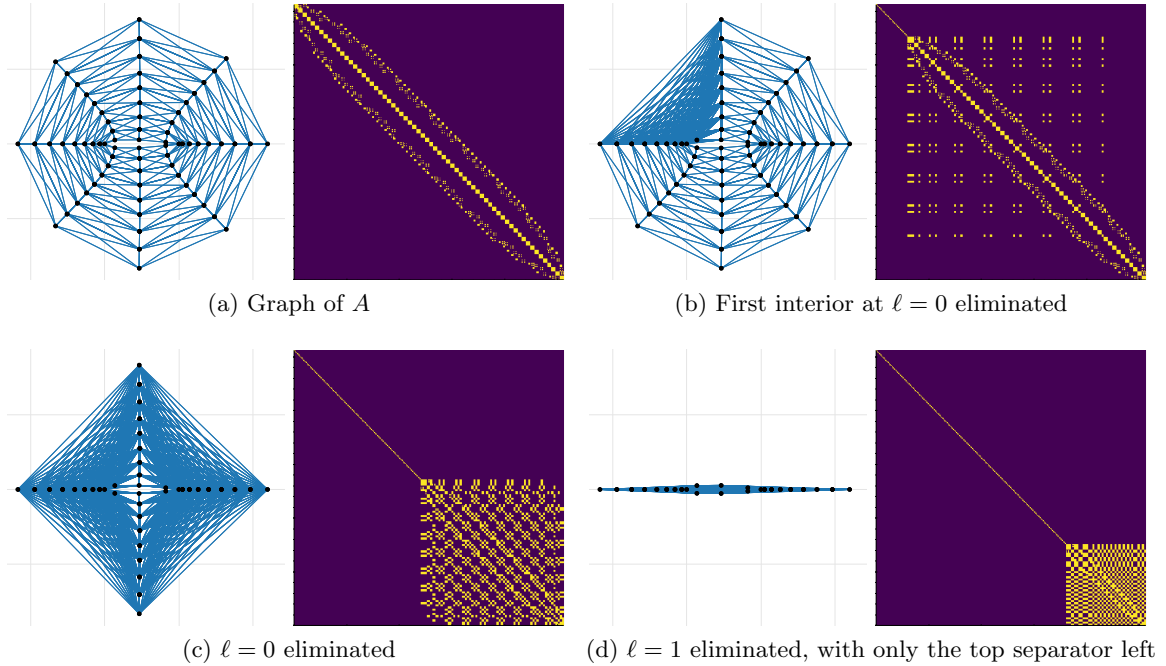 (a) Graph of A
(b) First interior at ℓ = 0 eliminated
(c) ℓ = 0 eliminated
(d) ℓ = 1 eliminated, with only the top separator left